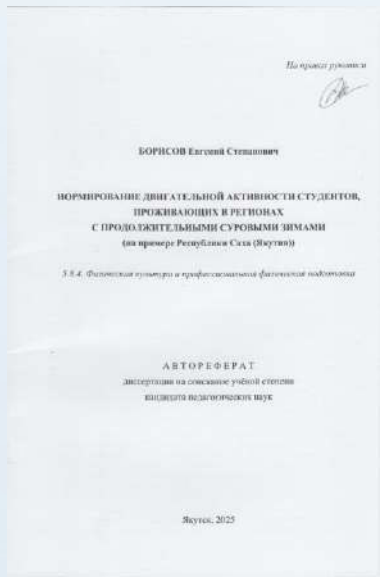 На правах рукописи
БОРИСОВ Евгений Степанович
НОРМИРОВАНИЕ ДВИГАТЕЛЬНОЙ АКТИВНОСТИ СТУДЕНТОВ,
ПРОЖИВАЮЩИХ В РЕГИОНАХ
С ПРОДОЛЖИТЕЛЬНЫМИ СУРОВЫМИ ЗИМАМИ
(на примере Республики Саха (Якутия))
5.8.4. Физическая культура и профессиональная физическая подготовка
АВТОРЕФЕРАТ
диссертации на соискание учёной степени
кандидата педагогических наук
Якутск, 2025